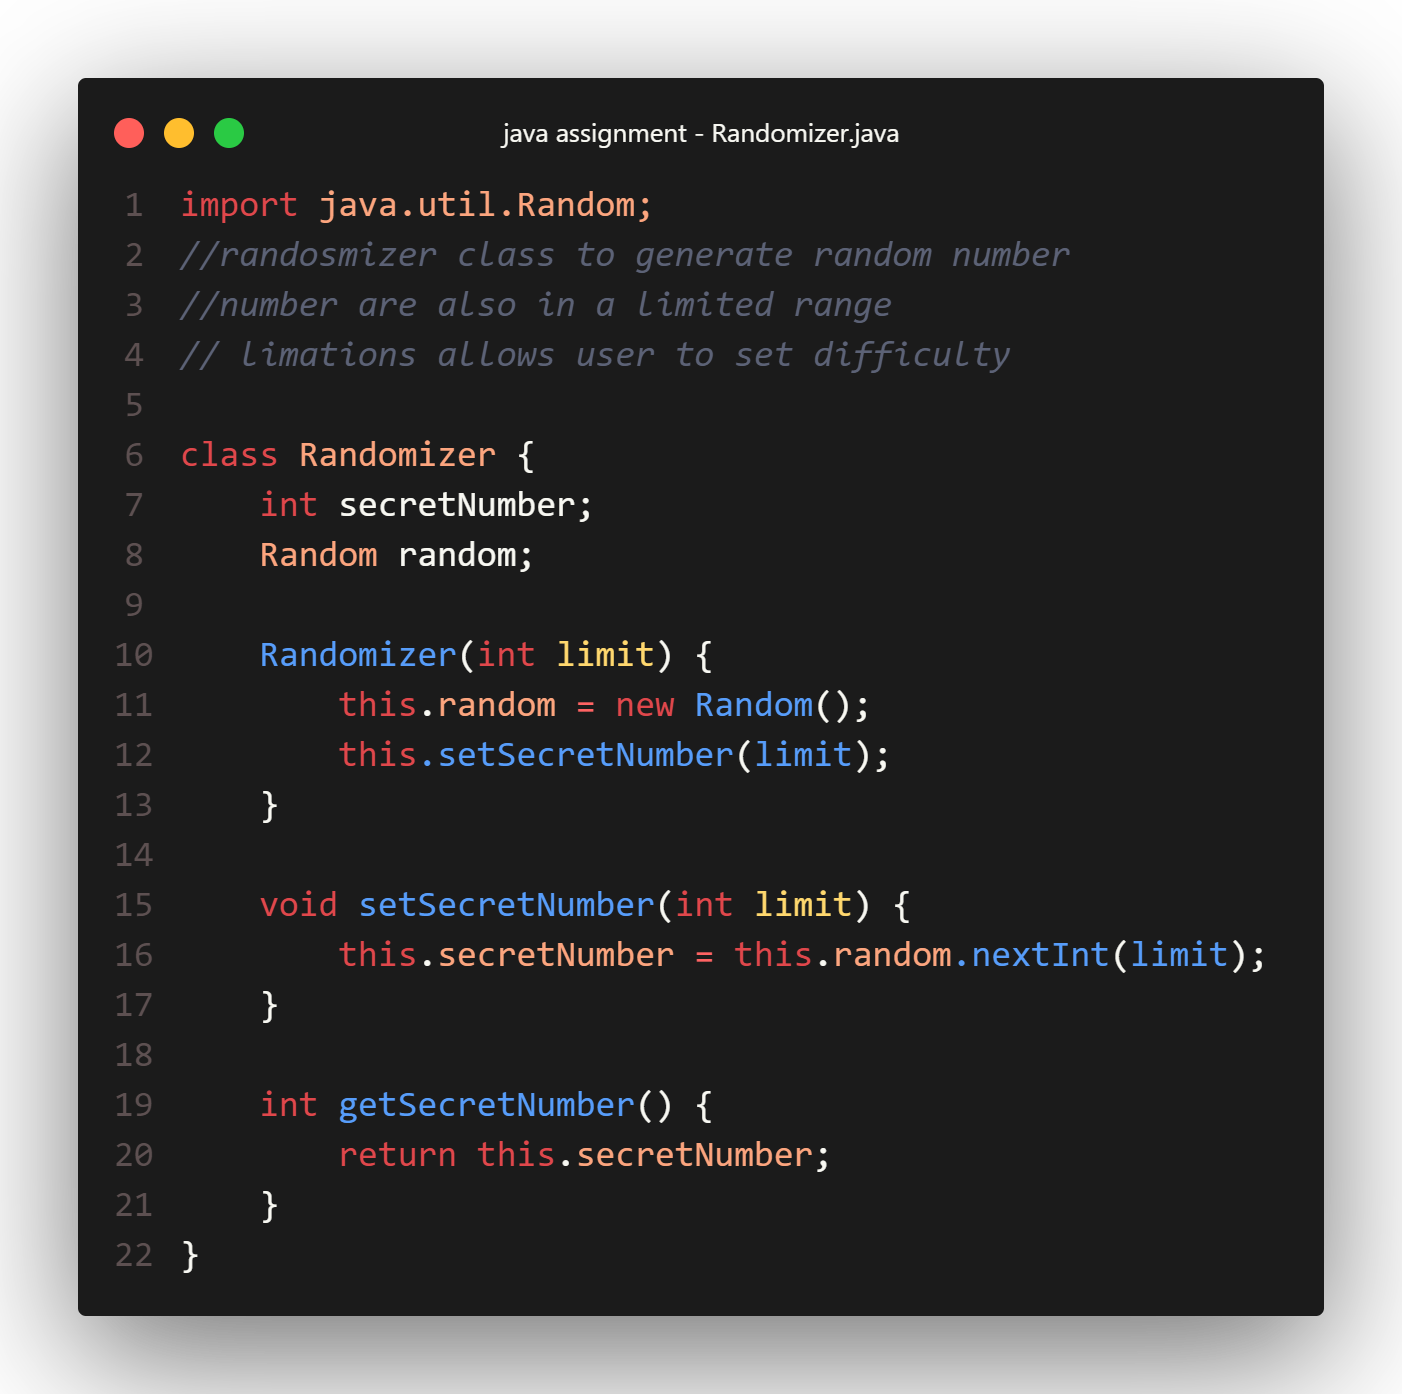 java assignment - Randomizer.java
1 import java.util.Random;
2 //randosmizer class to generate random number
3 //number are also in a limited range
4 // limations allows user to set difficulty
5
6 class Randomizer {
7     int secretNumber;
8     Random random;
9
10     Randomizer(int limit) {
11         this.random = new Random();
12         this.setSecretNumber(limit);
13     }
14
15     void setSecretNumber(int limit) {
16         this.secretNumber = this.random.nextInt(limit);
17     }
18
19     int getSecretNumber() {
20         return this.secretNumber;
21     }
22 }